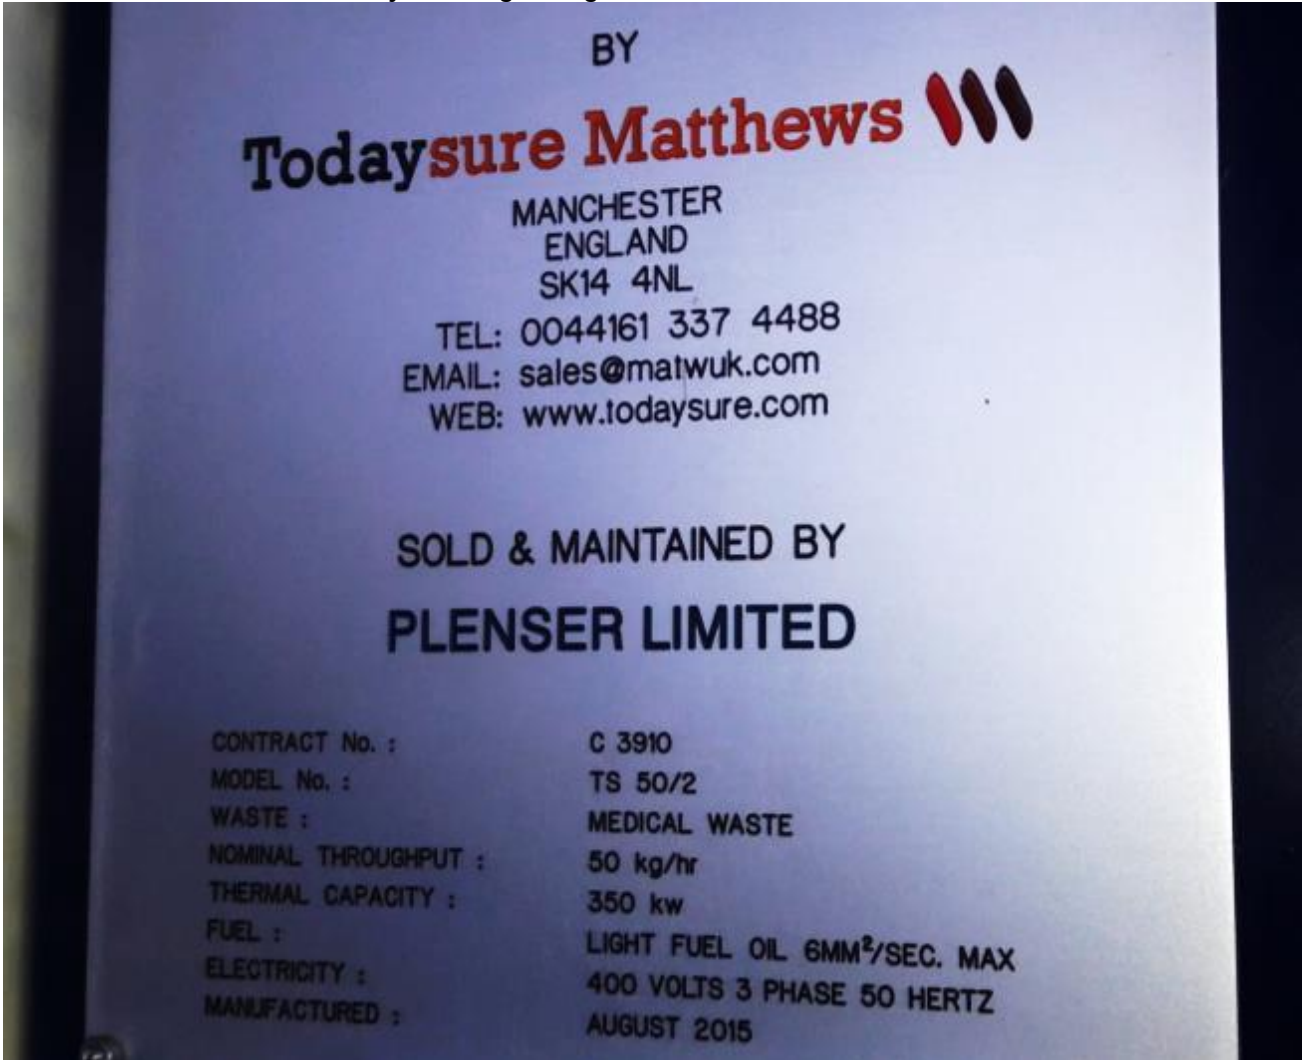 BY
Todaysure Matthews
MANCHESTER
ENGLAND
SK14 4NL
TEL: 0044161 337 4488
EMAIL: sales@matwuk.com
WEB: www.todaysure.com
SOLD & MAINTAINED BY
PLENSER LIMITED
CONTRACT No. : C 3910
MODEL No. : TS 50/2
WASTE : MEDICAL WASTE
NOMINAL THROUGHPUT : 50 kg/hr
THERMAL CAPACITY : 350 kw
FUEL : LIGHT FUEL OIL 6MM²/SEC. MAX
ELECTRICITY : 400 VOLTS 3 PHASE 50 HERTZ
MANUFACTURED : AUGUST 2015